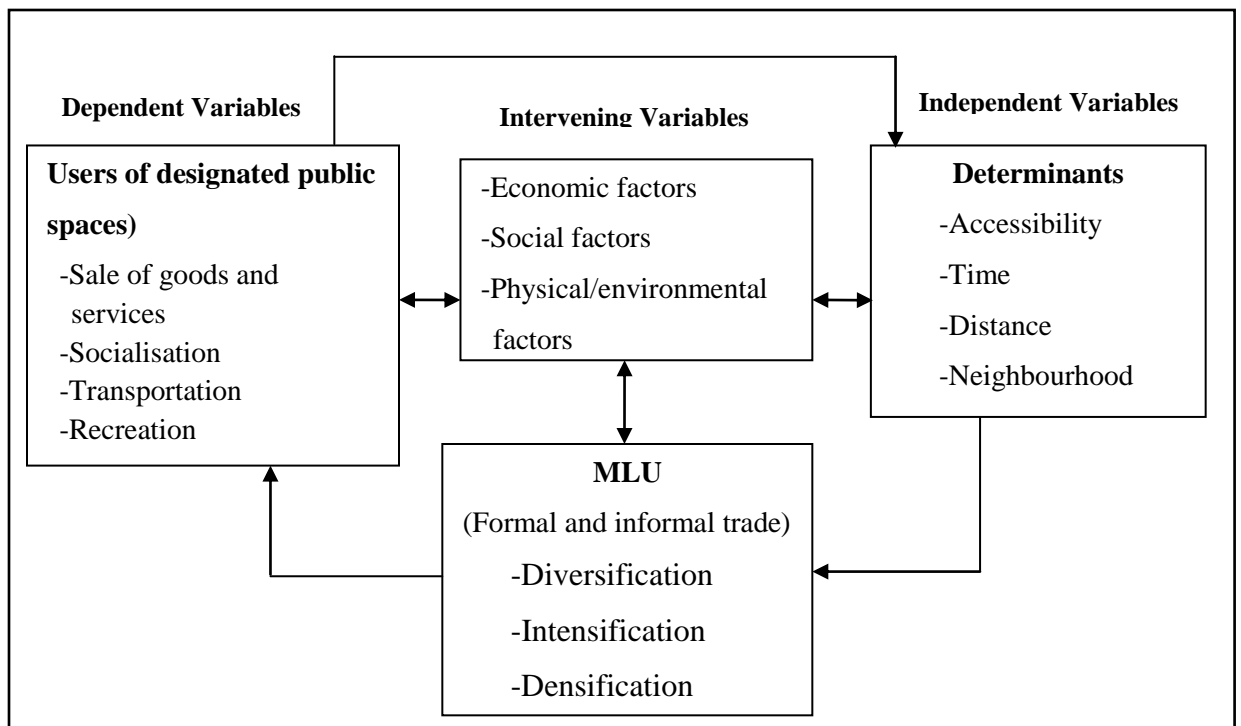 Dependent Variables
Users of designated public
spaces)
-Sale of goods and
services
-Socialisation
-Transportation
-Recreation
Intervening Variables
-Economic factors
-Social factors
-Physical/environmental
factors
Independent Variables
Determinants
-Accessibility
-Time
-Distance
-Neighbourhood
MLU
(Formal and informal trade)
-Diversification
-Intensification
-Densification